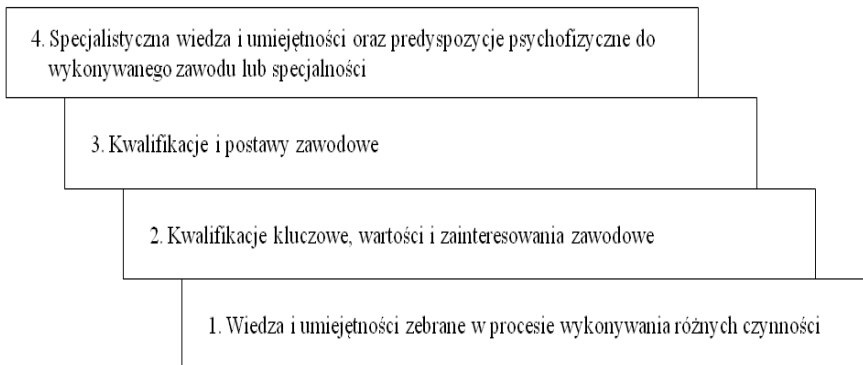 4. Specjalistyczna wiedza i umiejętności oraz predyspozycje psychofizyczne do
wykonywanego zawodu lub specjalności
3. Kwalifikacje i postawy zawodowe
2. Kwalifikacje kluczowe, wartości i zainteresowania zawodowe
1. Wiedza i umiejętności zebrane w procesie wykonywania różnych czynności